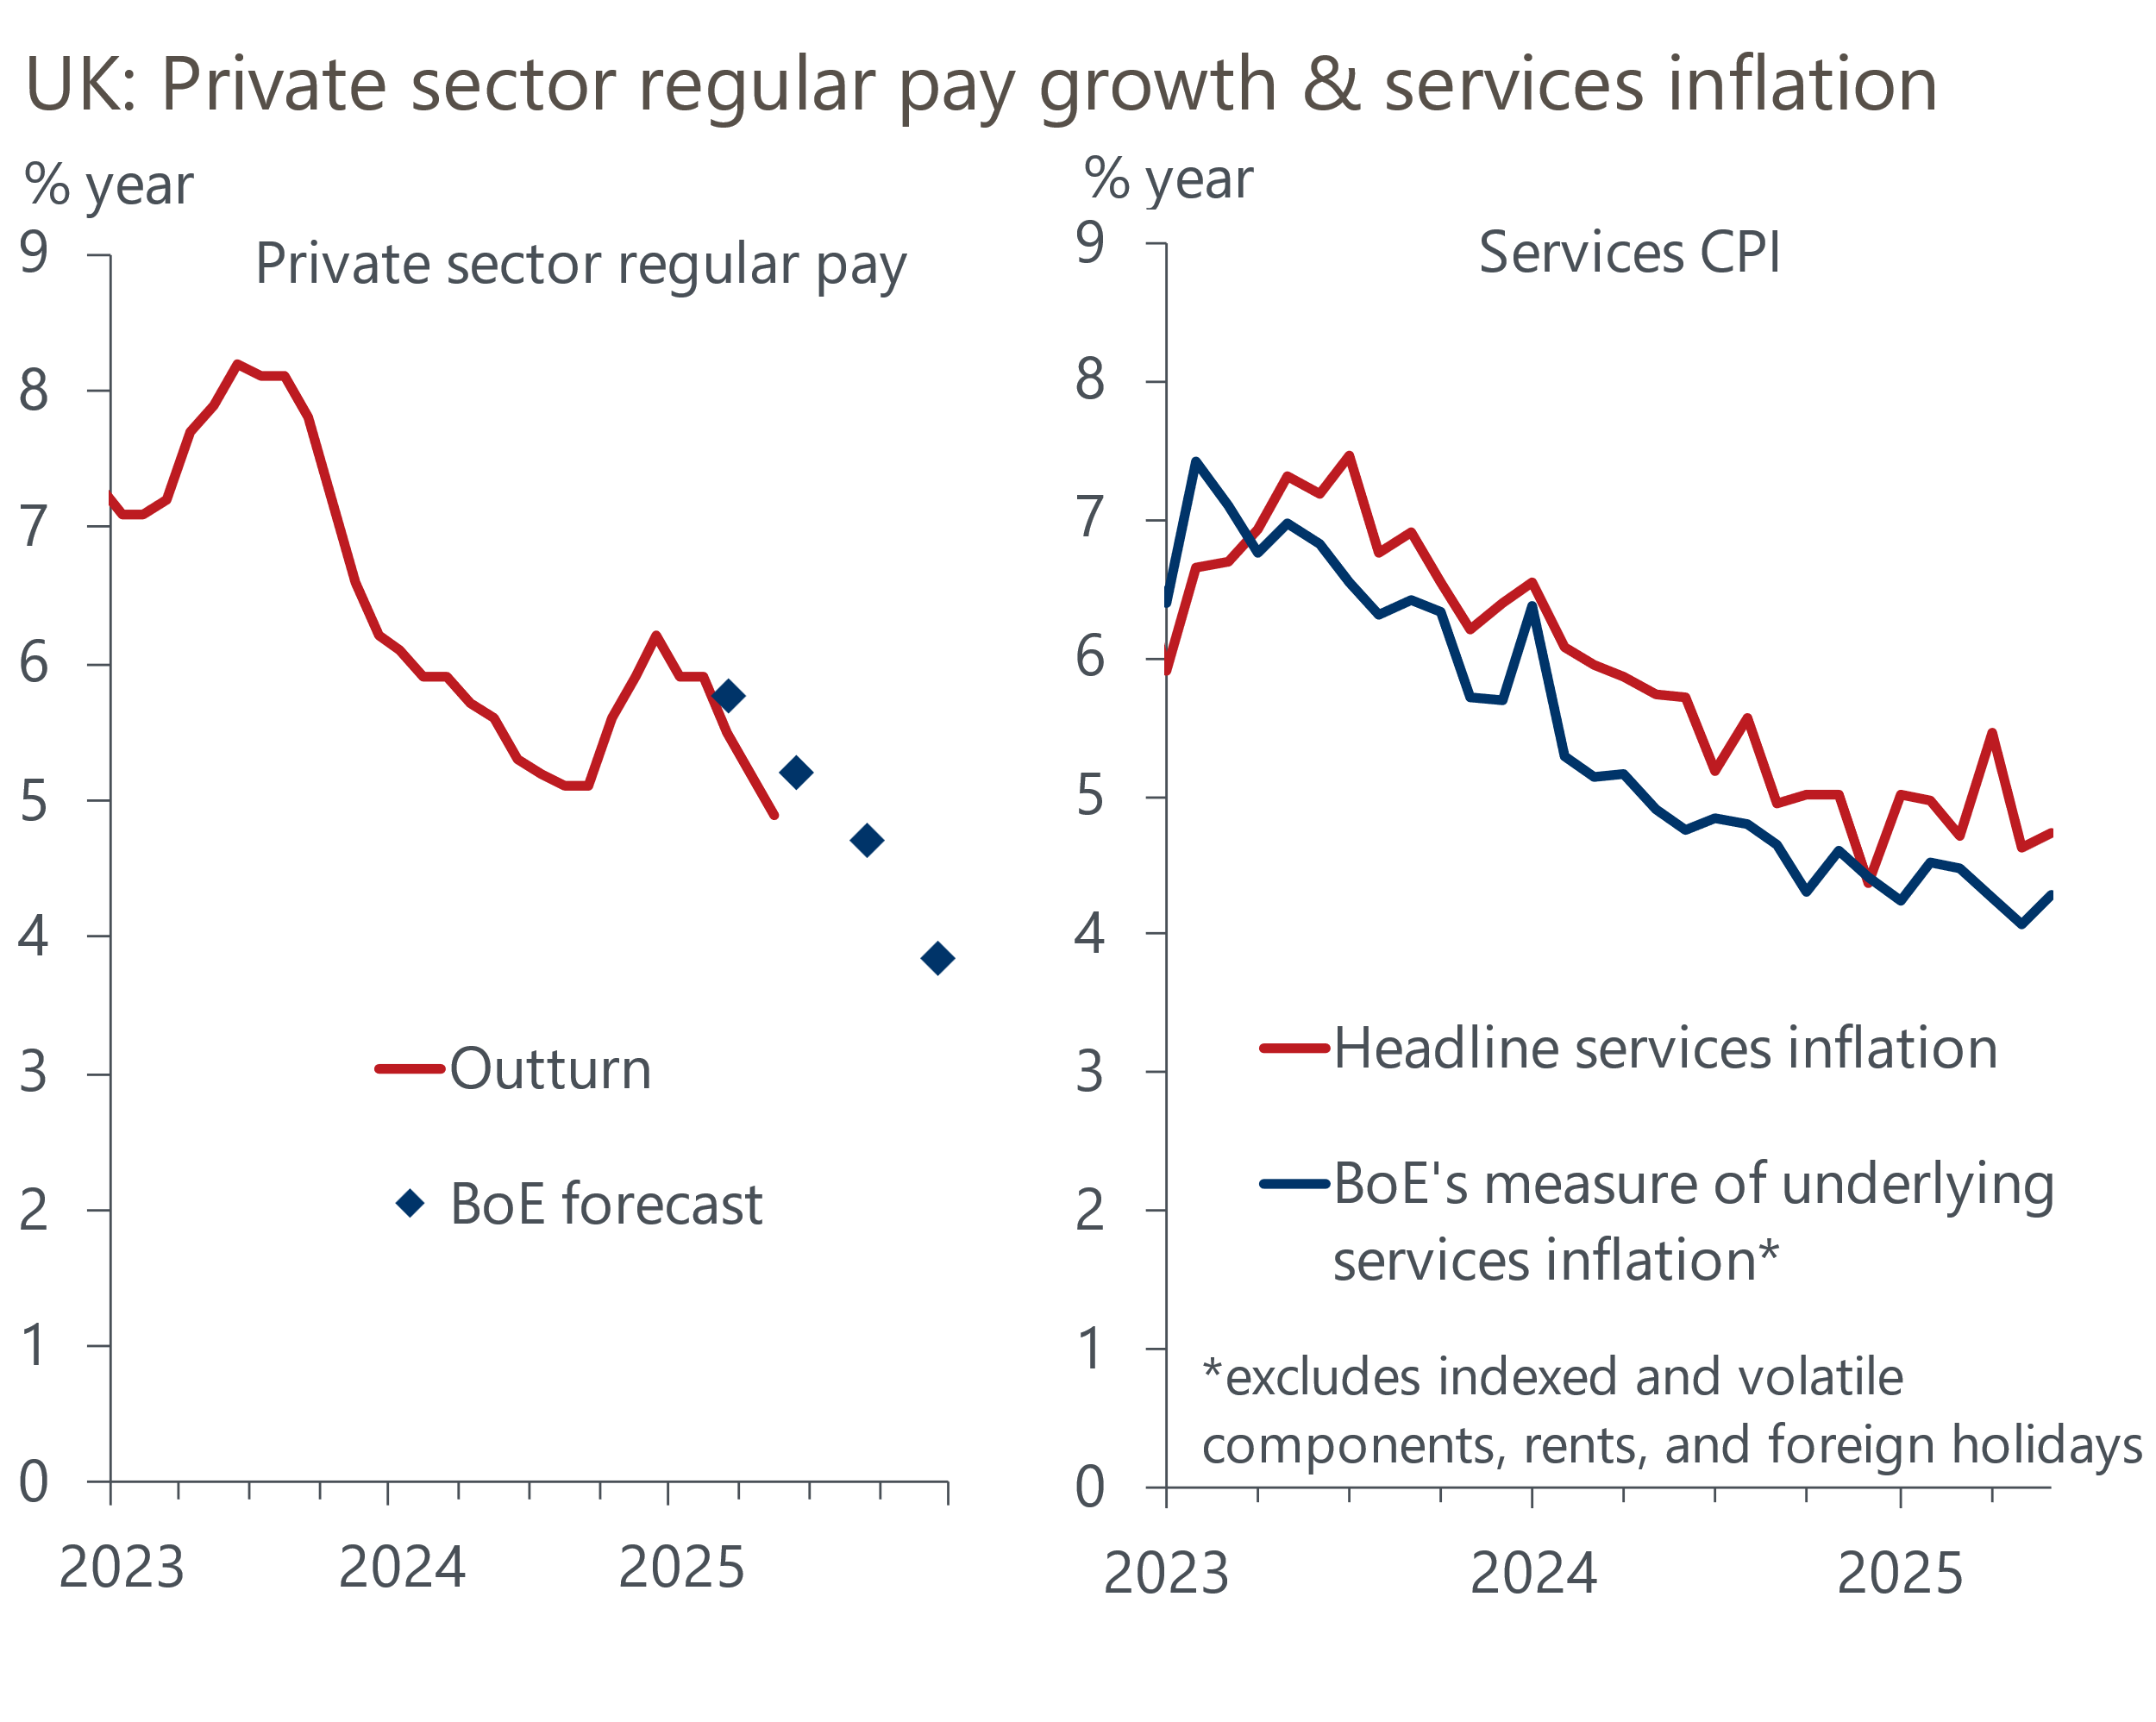 UK: Private sector regular pay growth & services inflation
% year
Private sector regular pay
9
8
7
6
5
4
3
2
1
0
Outturn
BoE forecast
2023
2024
2025
% year
Services CPI
9
8
7
6
5
4
3
2
1
0
Headline services inflation
BoE's measure of underlying
services inflation*
*excludes indexed and volatile
components, rents, and foreign holidays
2023
2024
2025